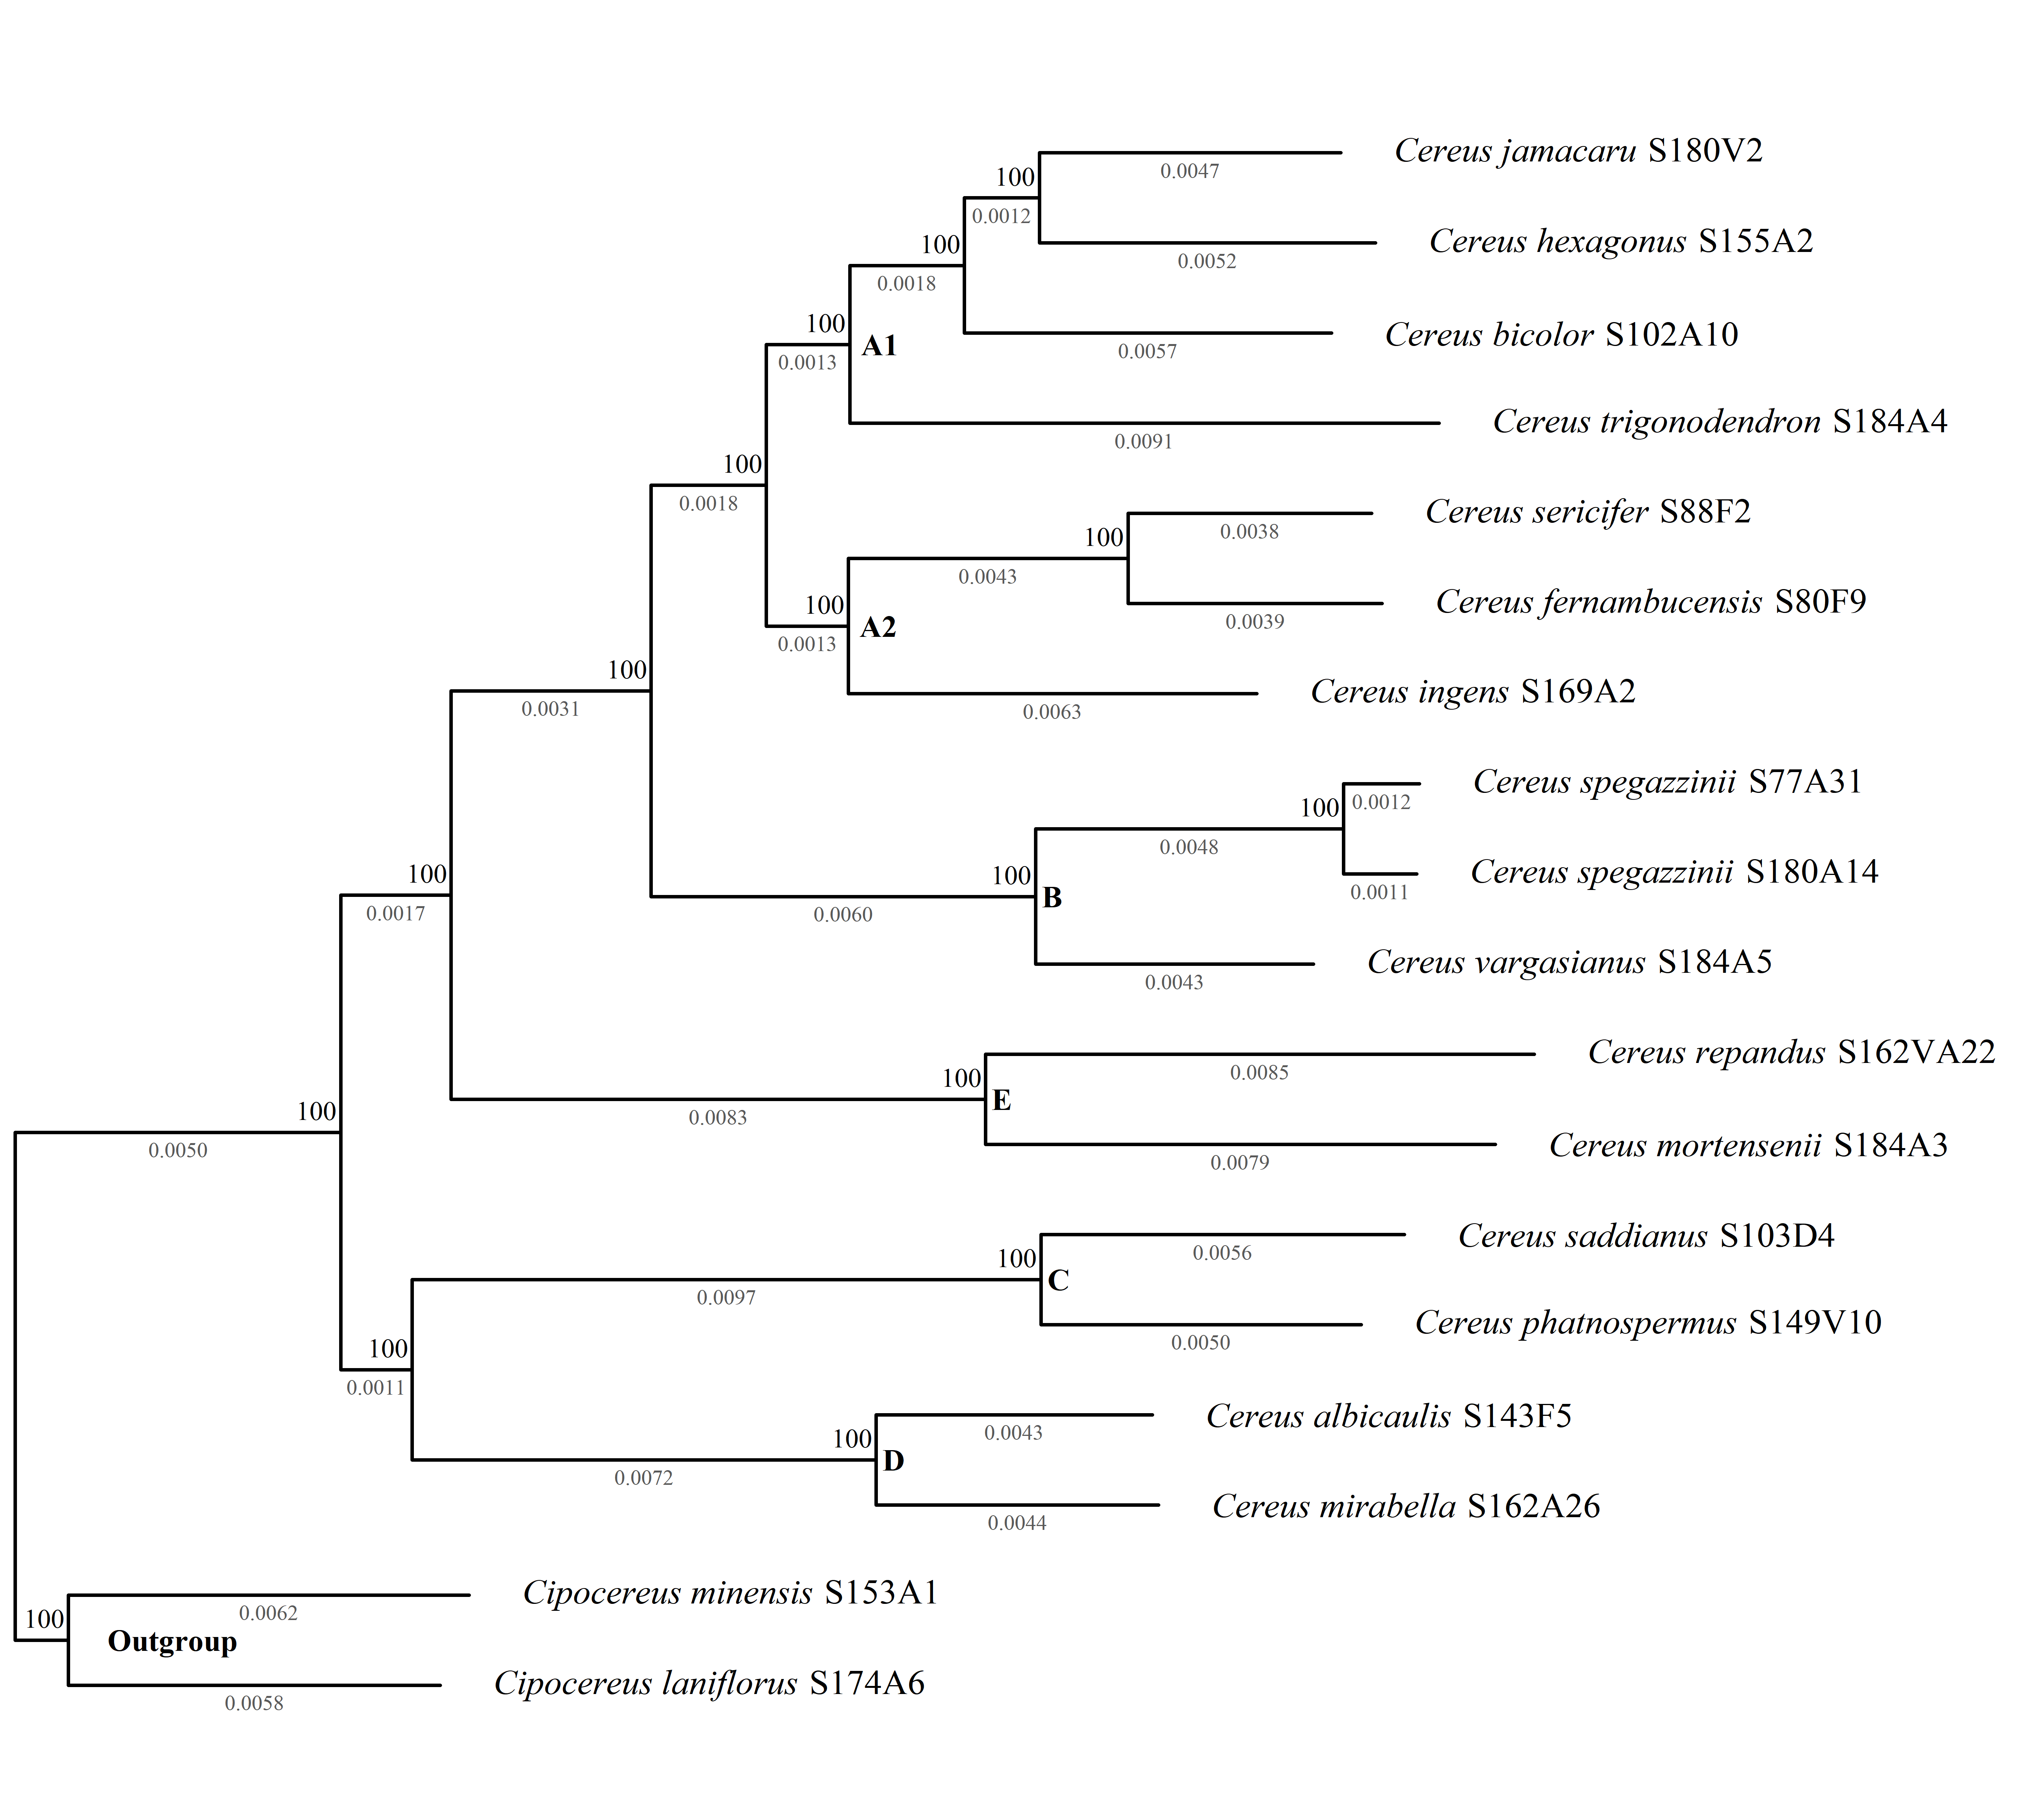 Cereus jamacaru S180V2
0.0047
100
0.0012
Cereus hexagonus S155A2
100
0.0052
0.0018
100
Cereus bicolor S102A10
A1
0.0057
0.0013
Cereus trigonodendron S184A4
0.0091
100
0.0018
Cereus sericifer S88F2
0.0038
100
0.0043
Cereus fernambucensis S80F9
100
0.0039
A2
0.0013
100
Cereus ingens S169A2
0.0031
0.0063
Cereus spegazzinii S77A31
0.0012
100
0.0048
Cereus spegazzinii S180A14
100
100
0.0011
B
0.0017
0.0060
Cereus vargasianus S184A5
0.0043
Cereus repandus S162VA22
0.0085
100
E
100
0.0083
Cereus mortensenii S184A3
0.0050
0.0079
Cereus saddianus S103D4
0.0056
100
C
0.0097
Cereus phatnospermus S149V10
100
0.0050
0.0011
Cereus albicaulis S143F5
0.0043
100
D
0.0072
Cereus mirabella S162A26
0.0044
Cipocereus minensis S153A1
0.0062
100
Outgroup
Cipocereus laniflorus S174A6
0.0058